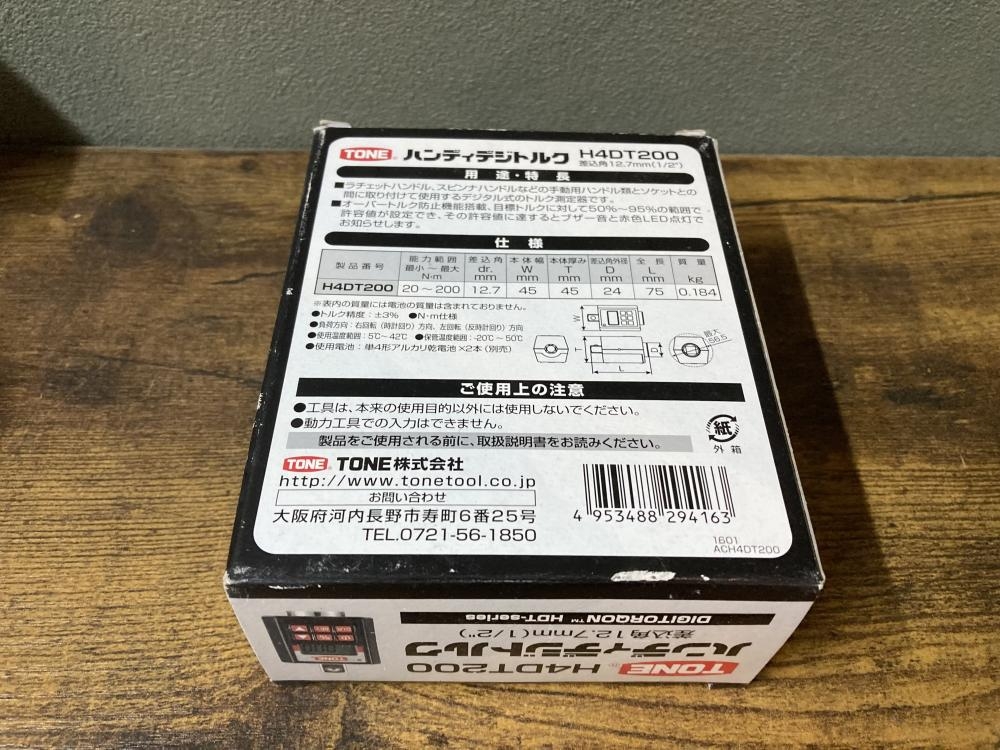 TONE® ハンディデジトルク H4DT200
差込角12.7mm(1/2")
用途・特長
■ラチェットハンドル、スピンナハンドルなどの手動用ハンドル類とソケットとの
間に取り付けて使用するデジタル式のトルク測定器です。
■オーバートルク防止機能搭載、目標トルクに対して50%～95%の範囲で
許容値が設定でき、その許容値に達するとブザー音と赤色LED点灯で
お知らせします。
仕様
製品番号 能力範囲 最小～最大 N・m 差込角 dr. mm 本体幅 W mm 本体厚み T mm 差込角外径 D mm 全長 L mm 質量 kg
H4DT200 20～200 12.7 45 45 24 75 0.184
※表内の質量には電池の質量は含まれておりません。
●トルク精度：±3% ●N・m仕様
●負荷方向：右回転（時計回り）方向、左回転（反時計回り）方向
●使用温度範囲：5℃～42℃ ●保管温度範囲：-20℃～50℃
●使用電池：単4形アルカリ乾電池×2本（別売）
W
T
L
D
最大
56.5
ご使用上の注意
●工具は、本来の使用目的以外には使用しないでください。
●動力工具での入力はできません。
製品をご使用される前に、取扱説明書をお読みください。
紙
外箱
TONE® TONE株式会社
http://www.tonetool.co.jp
お問い合わせ
大阪府河内長野市寿町6番25号
TEL.0721-56-1850
4 953488 294163
1601
ACH4DT200
TONE® H4DT200
ハンディデジトルク
差込角12.7mm(1/2")
DIGITORQON™ HDT-series
TONE